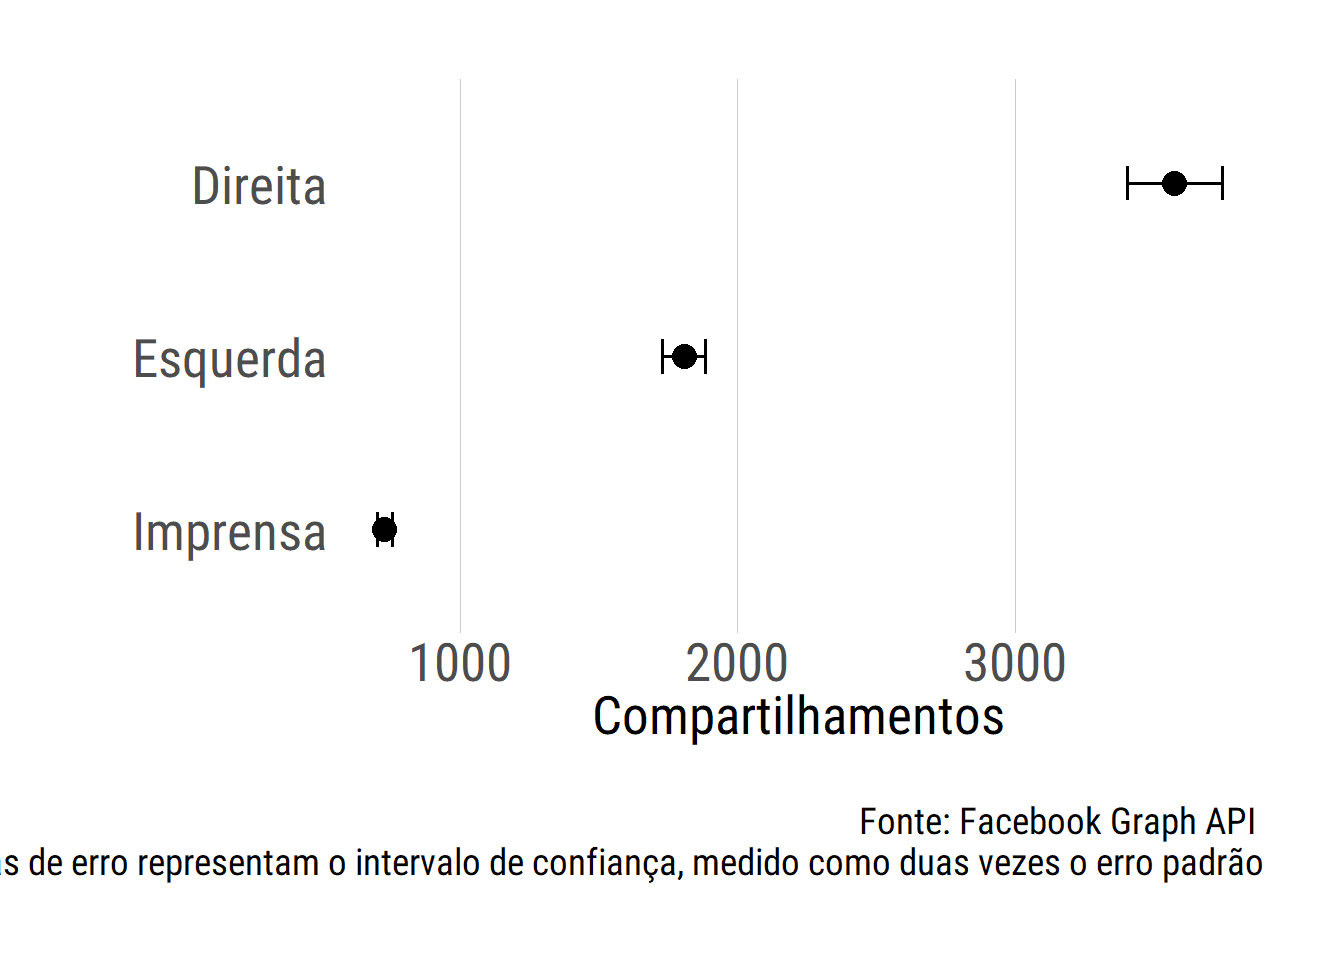 Direita
Esquerda
Imprensa
1000 2000 3000
Compartilhamentos
Fonte: Facebook Graph API
de erro representam o intervalo de confiança, medido como duas vezes o erro padrão